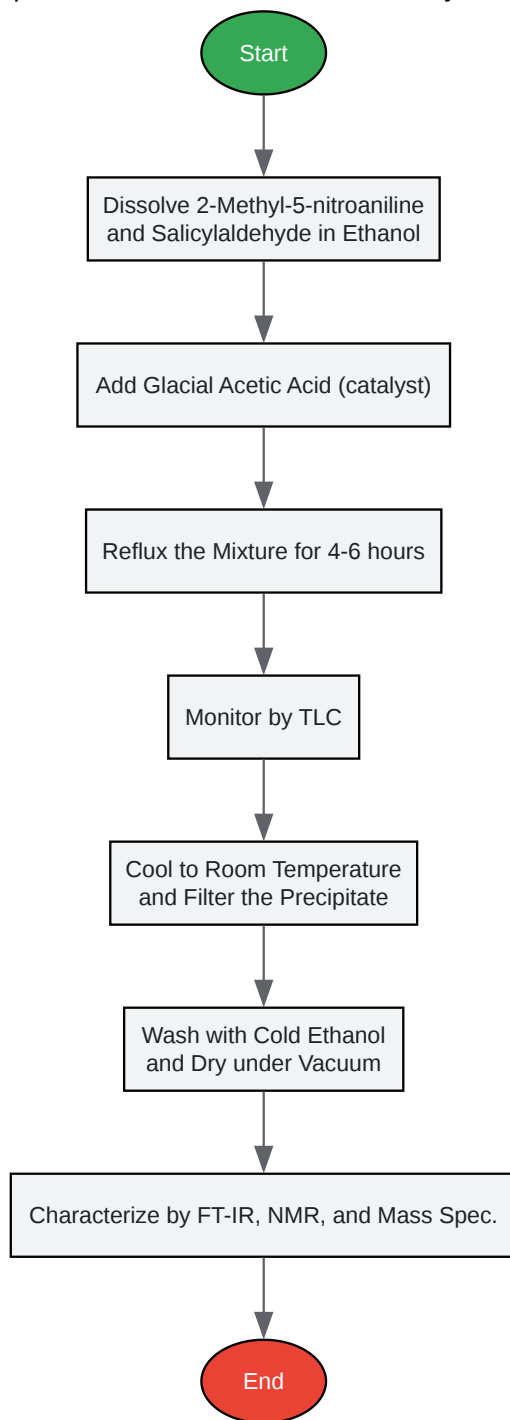 Start
Dissolve 2-Methyl-5-nitroaniline
and Salicylaldehyde in Ethanol
Add Glacial Acetic Acid (catalyst)
Reflux the Mixture for 4-6 hours
Monitor by TLC
Cool to Room Temperature
and Filter the Precipitate
Wash with Cold Ethanol
and Dry under Vacuum
Characterize by FT-IR, NMR, and Mass Spec.
End